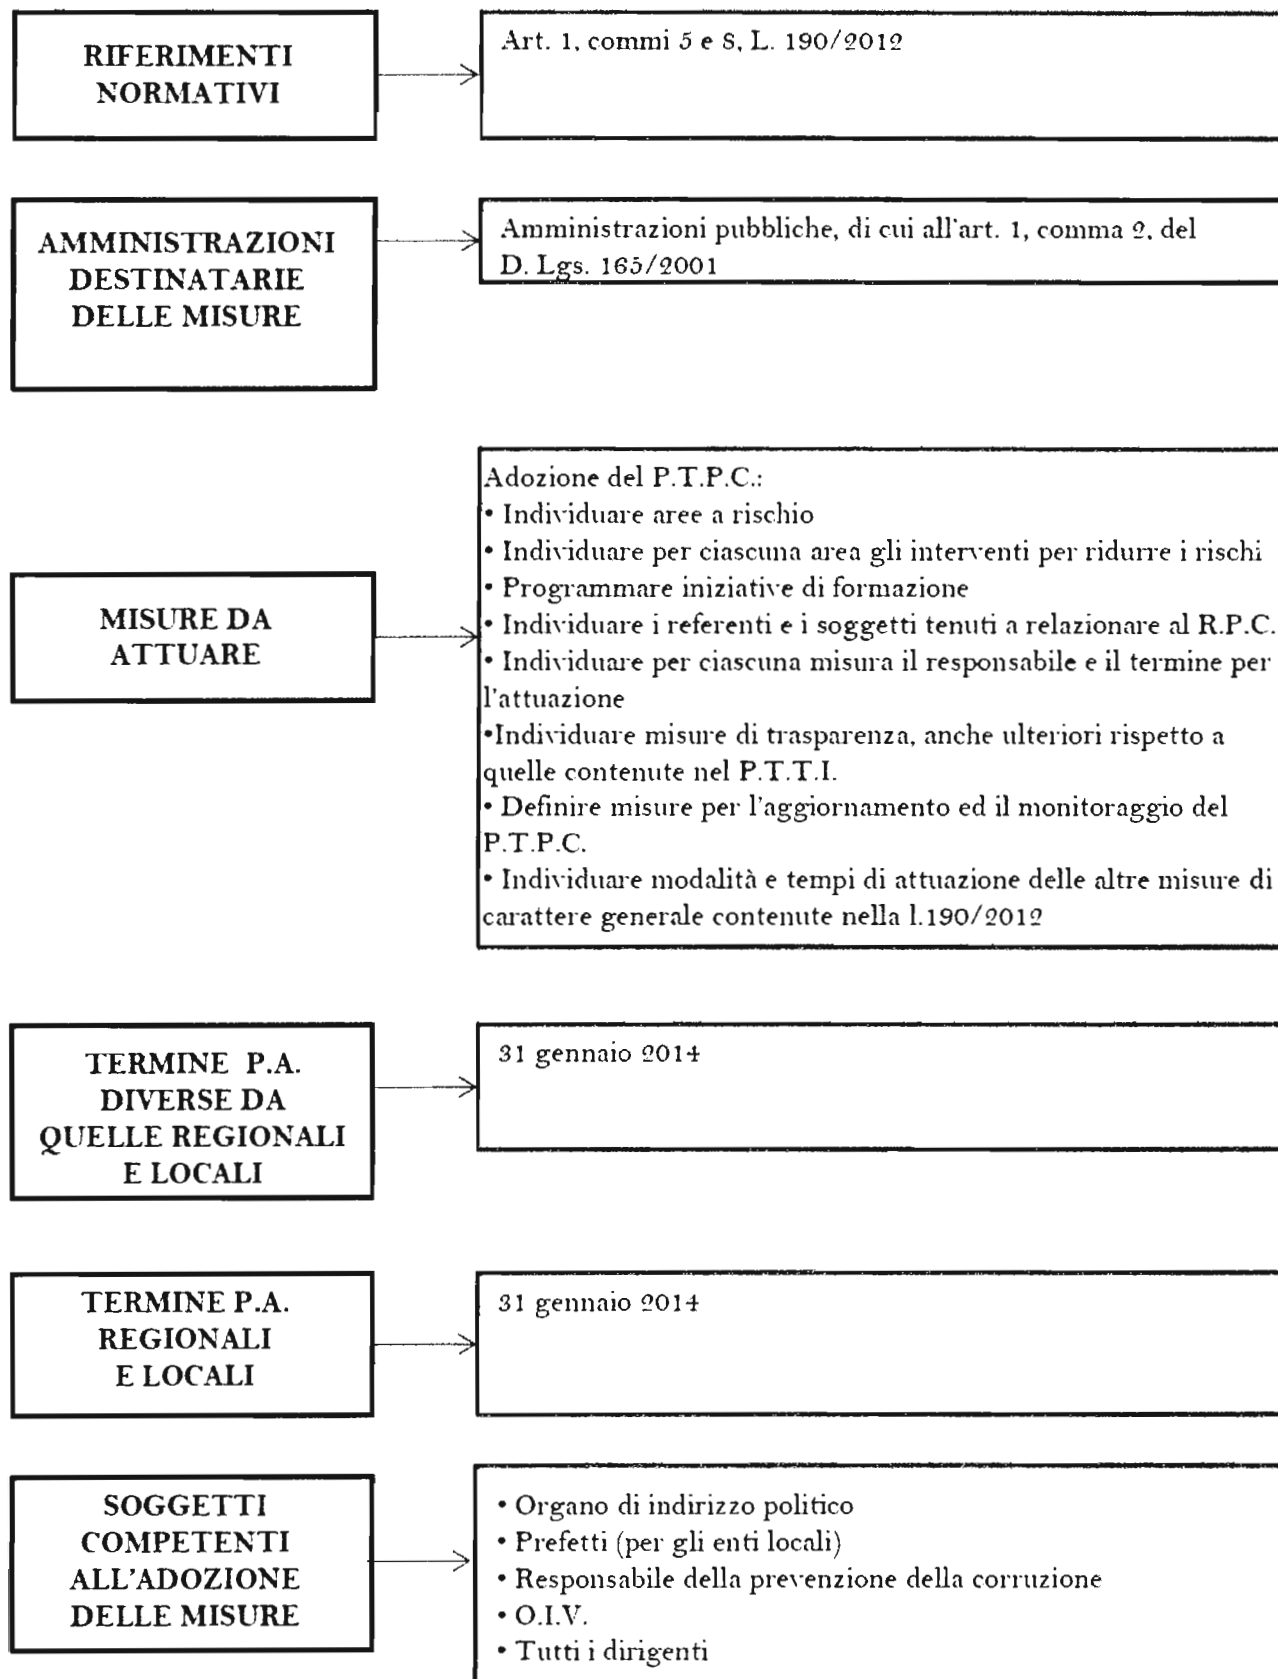 RIFERIMENTI
NORMATIVI
Art. 1, commi 5 e 8, L. 190/2012
AMMINISTRAZIONI
DESTINATARIE
DELLE MISURE
Amministrazioni pubbliche, di cui all'art. 1, comma 2, del
D. Lgs. 165/2001
MISURE DA
ATTUARE
Adozione del P.T.P.C.:
• Individuare aree a rischio
• Individuare per ciascuna area gli interventi per ridurre i rischi
• Programmare iniziative di formazione
• Individuare i referenti e i soggetti tenuti a relazionare al R.P.C.
• Individuare per ciascuna misura il responsabile e il termine per
l'attuazione
•Individuare misure di trasparenza, anche ulteriori rispetto a
quelle contenute nel P.T.T.I.
• Definire misure per l'aggiornamento ed il monitoraggio del
P.T.P.C.
• Individuare modalità e tempi di attuazione delle altre misure di
carattere generale contenute nella l.190/2012
TERMINE P.A.
DIVERSE DA
QUELLE REGIONALI
E LOCALI
31 gennaio 2014
TERMINE P.A.
REGIONALI
E LOCALI
31 gennaio 2014
SOGGETTI
COMPETENTI
ALL'ADOZIONE
DELLE MISURE
• Organo di indirizzo politico
• Prefetti (per gli enti locali)
• Responsabile della prevenzione della corruzione
• O.I.V.
• Tutti i dirigenti